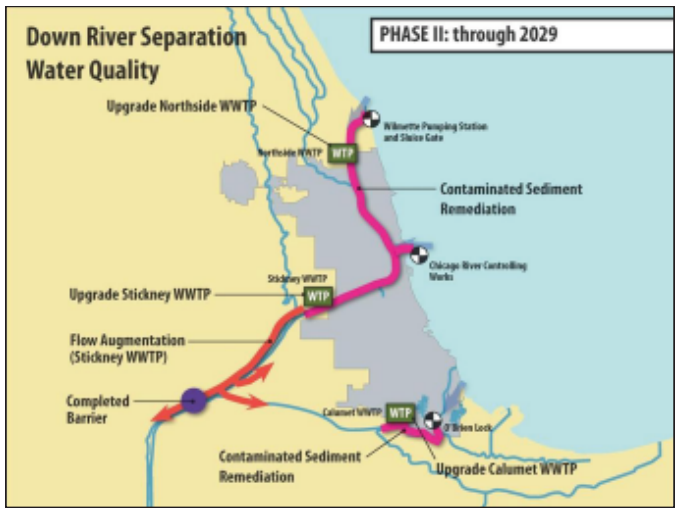 Down River Separation
Water Quality
PHASE II: through 2029
Upgrade Northside WWTP
Wilmette Pumping Station
and Sluice Gate
Northside WWTP
WTP
Contaminated Sediment
Remediation
Chicago River Controlling
Works
Stickney WWTP
Upgrade Stickney WWTP
WTP
Flow Augmentation
(Stickney WWTP)
Completed
Barrier
Calumet WWTP
WTP
O'Brien Lock
Contaminated Sediment
Remediation
Upgrade Calumet WWTP